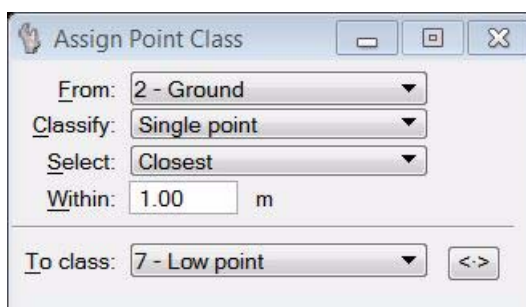 Assign Point Class
From: 2 - Ground
Classify: Single point
Select: Closest
Within: 1.00 m
To class: 7 - Low point <->